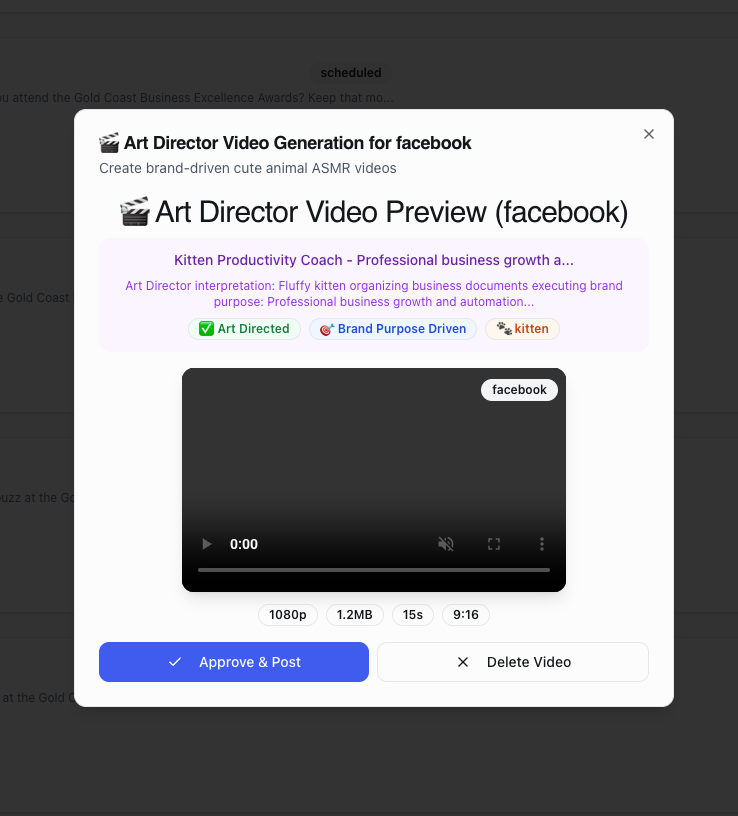 scheduled
ou attend the Gold Coast Business Excellence Awards? Keep that mo...
🎬 Art Director Video Generation for facebook
Create brand-driven cute animal ASMR videos
🎬 Art Director Video Preview (facebook)
Kitten Productivity Coach - Professional business growth a...
Art Director interpretation: Fluffy kitten organizing business documents executing brand
purpose: Professional business growth and automation...
✅ Art Directed 🎯 Brand Purpose Driven 🐾 kitten
e Gold Coast
facebook
uzz at the Go
0:00
1080p 1.2MB 15s 9:16
Approve & Post Delete Video
at the Gold C